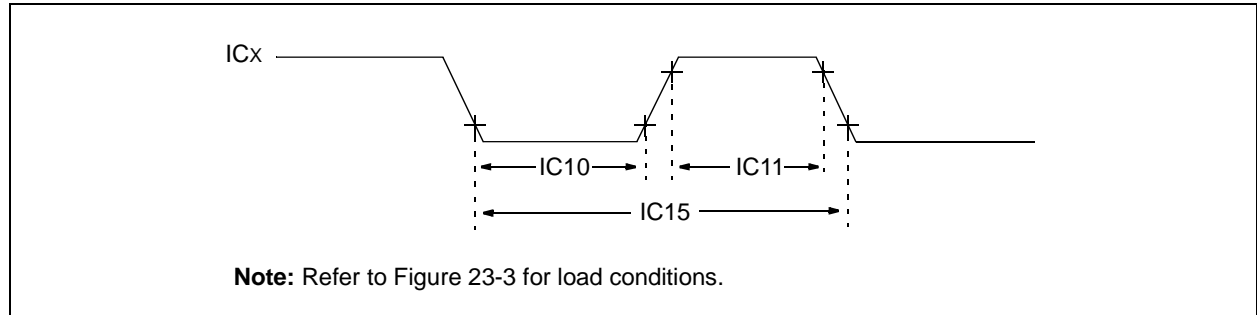 ICX
IC10
IC11
IC15
Note: Refer to Figure 23-3 for load conditions.